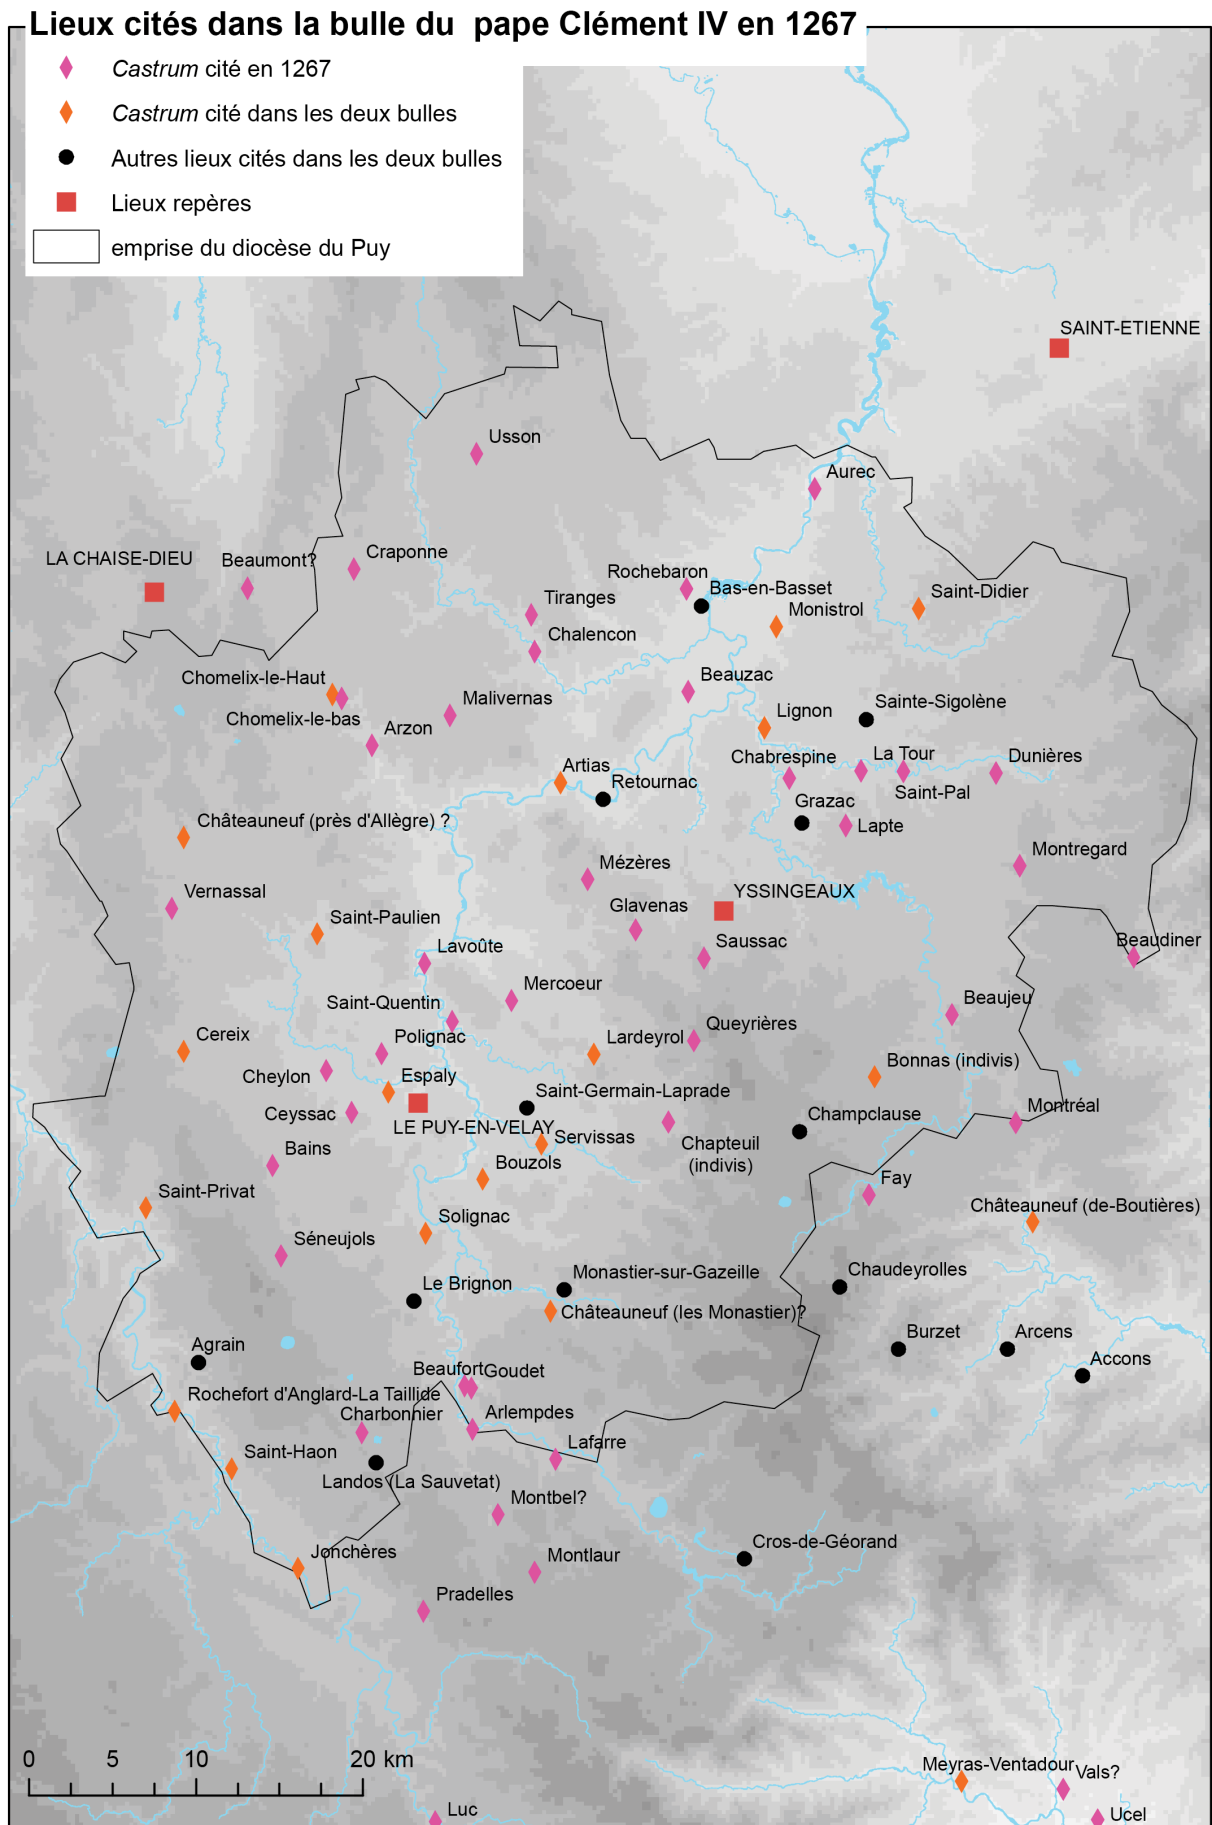 Lieux cités dans la bulle du pape Clément IV en 1267
Castrum cité en 1267
Castrum cité dans les deux bulles
Autres lieux cités dans les deux bulles
Lieux repères
emprise du diocèse du Puy
SAINT-ETIENNE
Usson
Aurec
Craponne
LA CHAISE-DIEU
Beaumont?
Rochebaron
Bas-en-Basset
Saint-Didier
Tiranges
Monistrol
Chalencon
Chomelix-le-Haut
Beauzac
Malivernas
Sainte-Sigolène
Lignon
Chomelix-le-bas
Arzon
Chabrespine
La Tour
Dunières
Artias
Retournac
Saint-Pal
Grazac
Châteauneuf (près d'Allègre) ?
Lapte
Montregard
Mézères
Vernassal
YSSINGEAUX
Glavenas
Saint-Paulien
Saussac
Beaudiner
Lavoûte
Mercoeur
Beaujeu
Saint-Quentin
Queyrières
Cereix
Polignac
Lardeyrol
Bonnas (indivis)
Cheylon
Espaly
Saint-Germain-Laprade
Montréal
Ceyssac
Champclause
LE PUY-EN-VELAY
Servissas
Chapteuil
(indivis)
Bains
Bouzols
Fay
Saint-Privat
Châteauneuf (de-Boutières)
Solignac
Séneujols
Chaudeyrolles
Monastier-sur-Gazeille
Le Brignon
Châteauneuf (les Monastier)?
Burzet
Arcens
Agrain
Accons
Beaufort
Goudet
Rochefort d'Anglard-La Taillide
Charbonnier
Arlempdes
Lafarre
Saint-Haon
Landos (La Sauvetat)
Montbel?
Cros-de-Géorand
Jonchères
Montlaur
Pradelles
0 5 10 20 km
Meyras-Ventadour
Vals?
Luc
Ucel